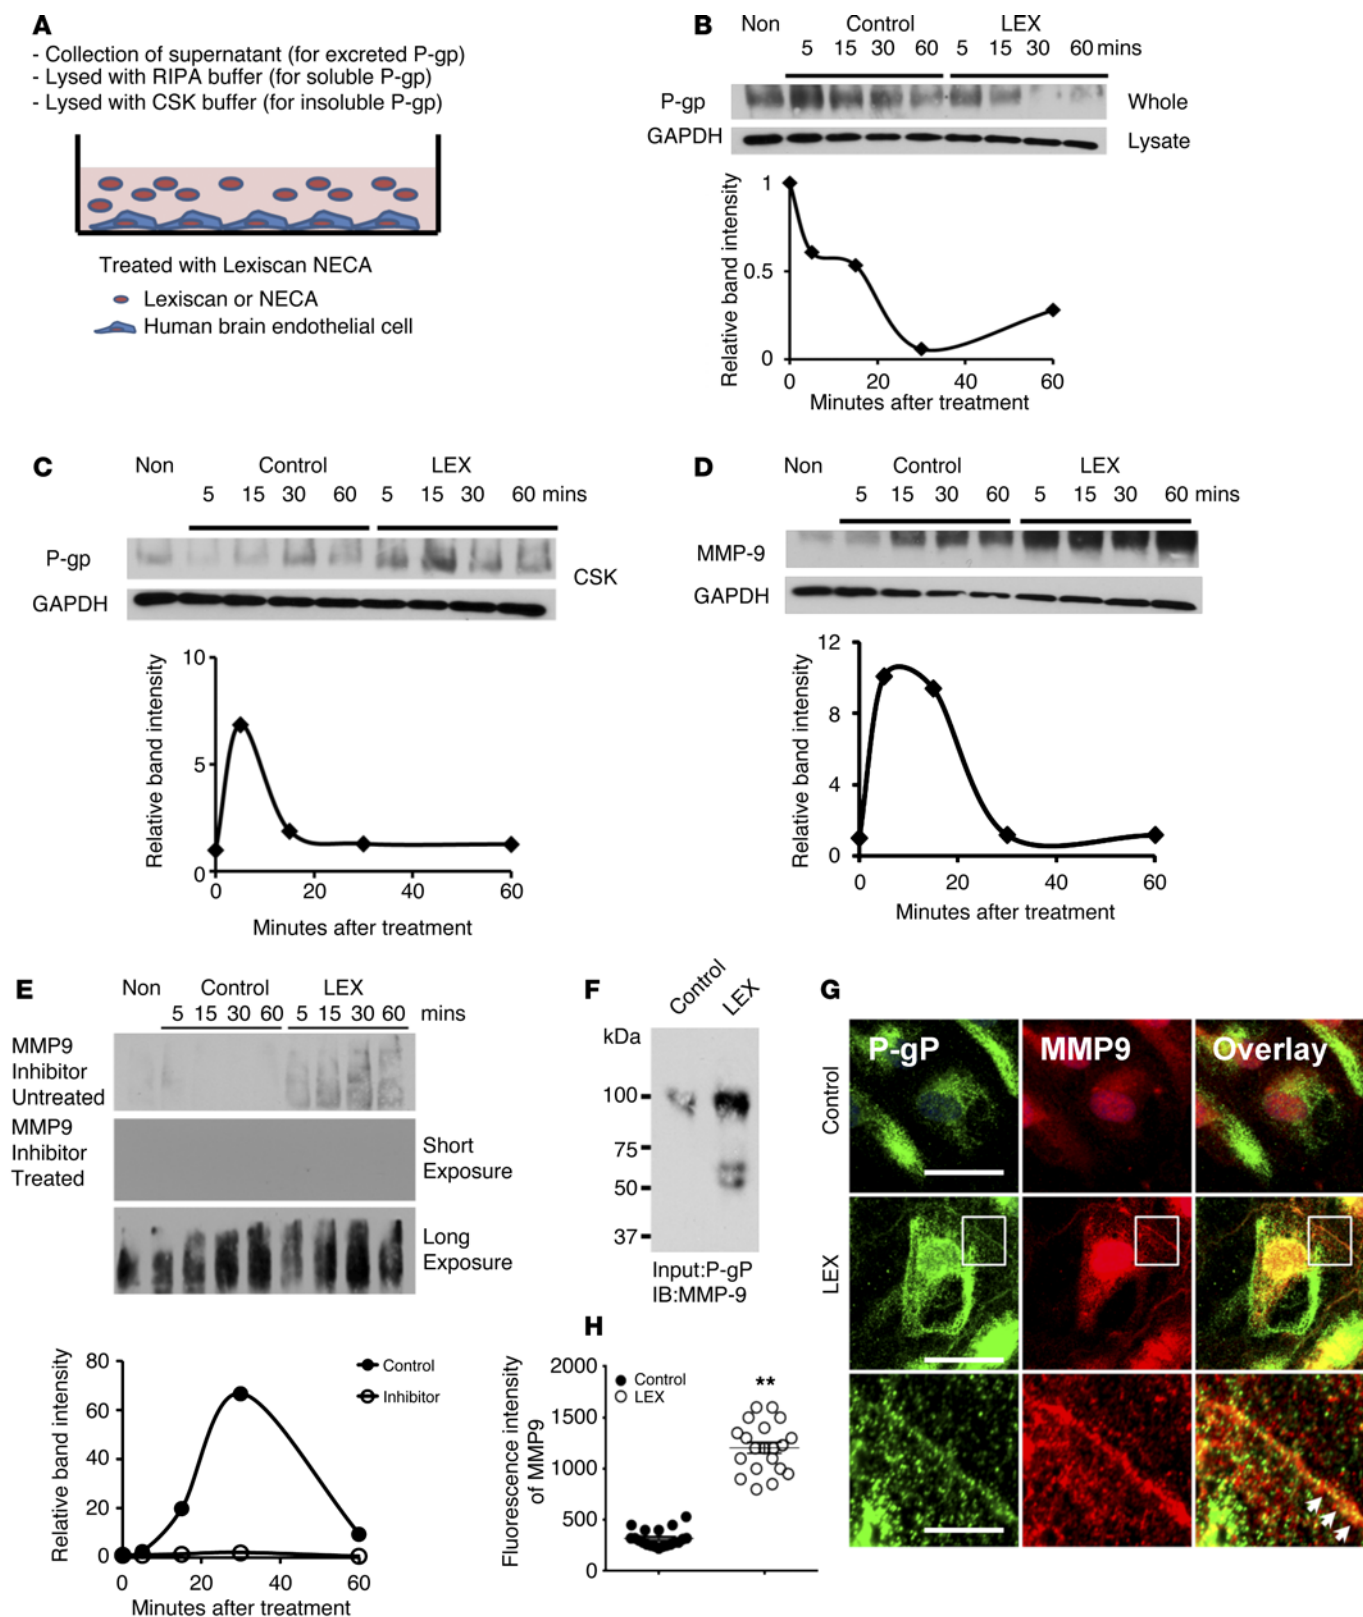 A
- Collection of supernatant (for excreted P-gp)
- Lysed with RIPA buffer (for soluble P-gp)
- Lysed with CSK buffer (for insoluble P-gp)
Treated with Lexiscan NECA
Lexiscan or NECA
Human brain endothelial cell
B
Non Control LEX
5 15 30 60 5 15 30 60 mins
P-gp Whole
GAPDH Lysate
Relative band intensity
1
0.5
0
0 20 40 60
Minutes after treatment
C
Non Control LEX
5 15 30 60 5 15 30 60 mins
P-gp
CSK
GAPDH
Relative band intensity
10
5
0
0 20 40 60
Minutes after treatment
D
Non Control LEX
5 15 30 60 5 15 30 60 mins
MMP-9
GAPDH
Relative band intensity
12
8
4
0
0 20 40 60
Minutes after treatment
E
Non Control LEX
5 15 30 60 5 15 30 60 mins
MMP9
Inhibitor
Untreated
MMP9
Inhibitor
Treated
Short
Exposure
Long
Exposure
Relative band intensity
80
60
40
20
0
0 20 40 60
Minutes after treatment
Control
Inhibitor
F
Control LEX
kDa
100
75
50
37
Input:P-gP
IB:MMP-9
G
P-gP MMP9 Overlay
Control
LEX
H
Fluorescence intensity
of MMP9
2000
1500
1000
500
0
Control
LEX
**